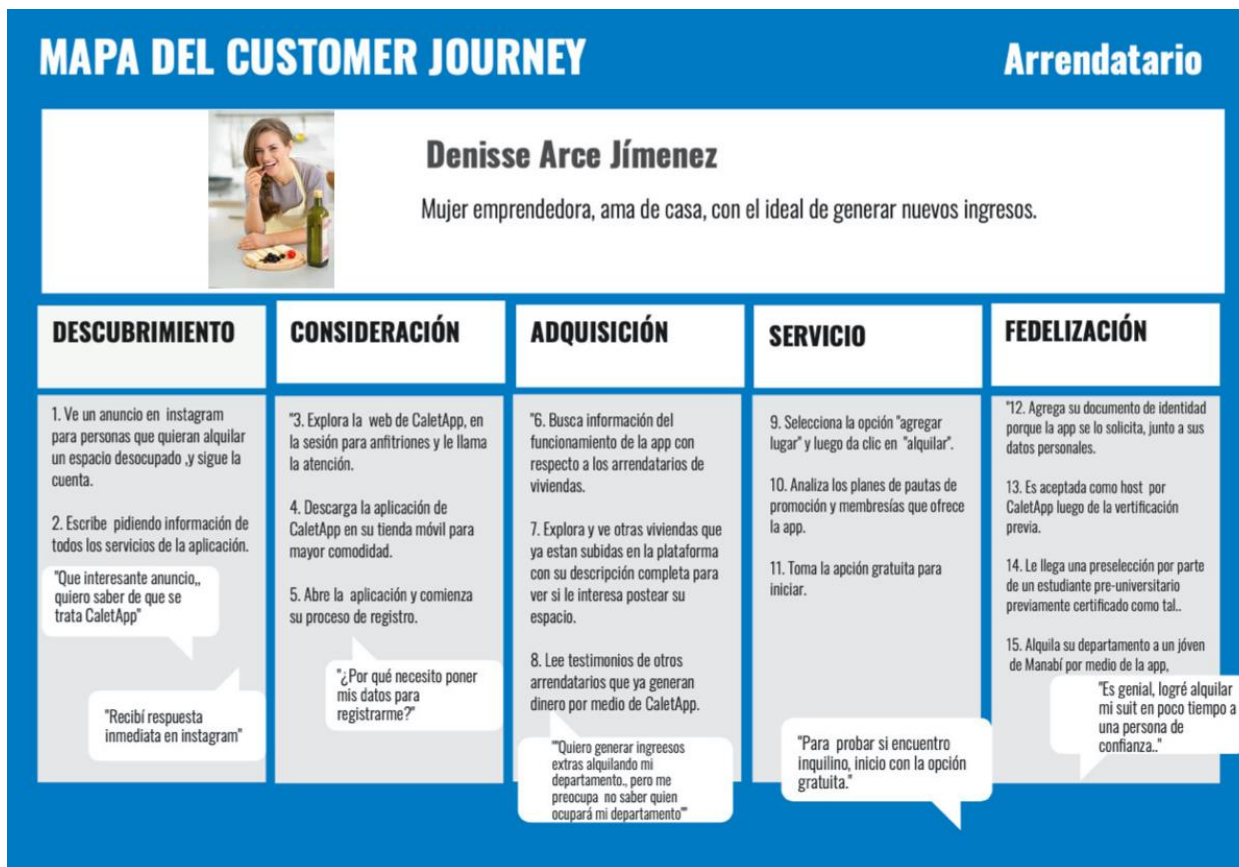 MAPA DEL CUSTOMER JOURNEY
Arrendatario
Denisse Arce Jímenez
Mujer emprendedora, ama de casa, con el ideal de generar nuevos ingresos.
DESCUBRIMIENTO
1. Ve un anuncio en instagram
para personas que quieran alquilar
un espacio desocupado ,y sigue la
cuenta.
2. Escribe pidiendo información de
todos los servicios de la aplicación.
"Que interesante anuncio,,
quiero saber de que se
trata CaletApp"
"Recibí respuesta
inmediata en instagram"
CONSIDERACIÓN
"3. Explora la web de CaletApp, en
la sesión para anfitriones y le llama
la atención.
4. Descarga la aplicación de
CaletApp en su tienda móvil para
mayor comodidad.
5. Abre la aplicación y comienza
su proceso de registro.
"¿Por qué necesito poner
mis datos para
registrarme?"
ADQUISICIÓN
"6. Busca información del
funcionamiento de la app con
respecto a los arrendatarios de
viviendas.
7. Explora y ve otras viviendas que
ya estan subidas en la plataforma
con su descripción completa para
ver si le interesa postear su
espacio.
8. Lee testimonios de otros
arrendatarios que ya generan
dinero por medio de CaletApp.
""Quiero generar ingreesos
extras alquilando mi
departamento., pero me
preocupa no saber quien
ocupará mi departamento""
SERVICIO
9. Selecciona la opción "agregar
lugar" y luego da clic en "alquilar".
10. Analiza los planes de pautas de
promoción y membresías que ofrece
la app.
11. Toma la apción gratuita para
iniciar.
"Para probar si encuentro
inquilino, inicio con la opción
gratuita."
FEDELIZACIÓN
"12. Agrega su documento de identidad
porque la app se lo solicita, junto a sus
datos personales.
13. Es aceptada como host por
CaletApp luego de la vertificación
previa.
14. Le llega una preselección por parte
de un estudiante pre-universitario
previamente certificado como tal..
15. Alquila su departamento a un jóven
de Manabí por medio de la app,
"Es genial, logré alquilar
mi suit en poco tiempo a
una persona de
confianza.."